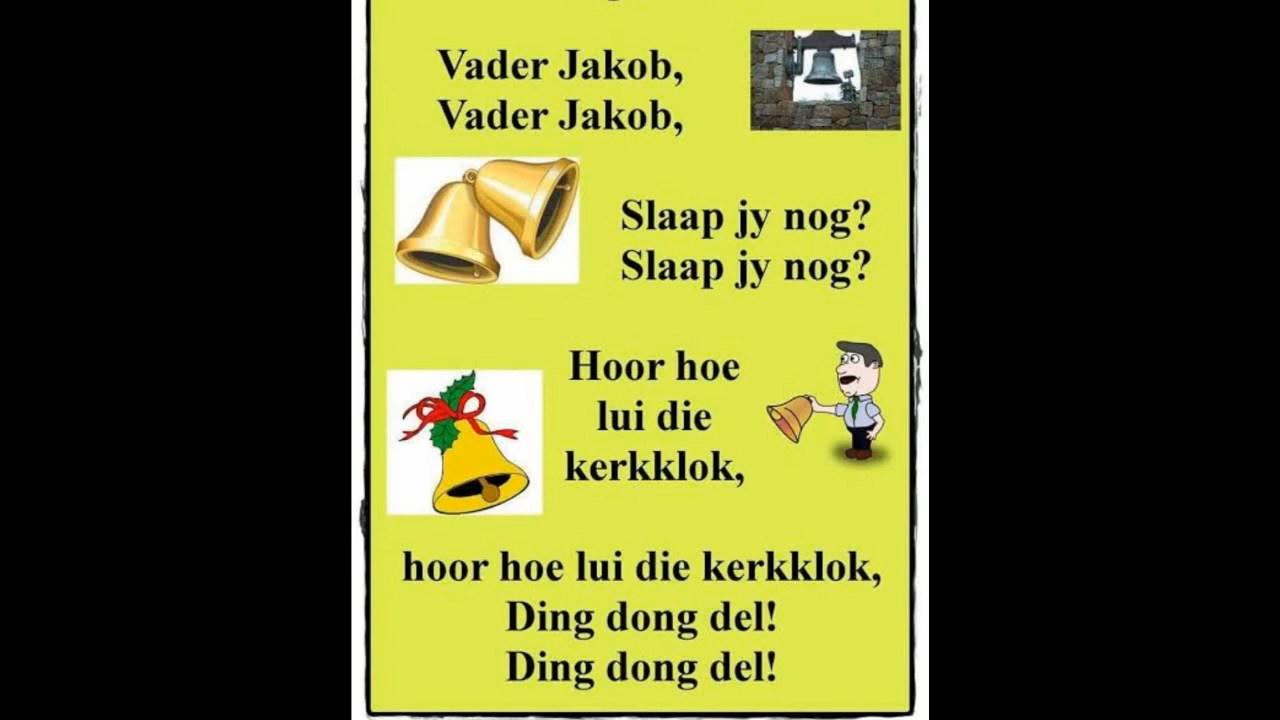 Vader Jakob,
Vader Jakob,
Slaap jy nog?
Slaap jy nog?
Hoor hoe
lui die
kerkklok,
hoor hoe lui die kerkklok,
Ding dong del!
Ding dong del!